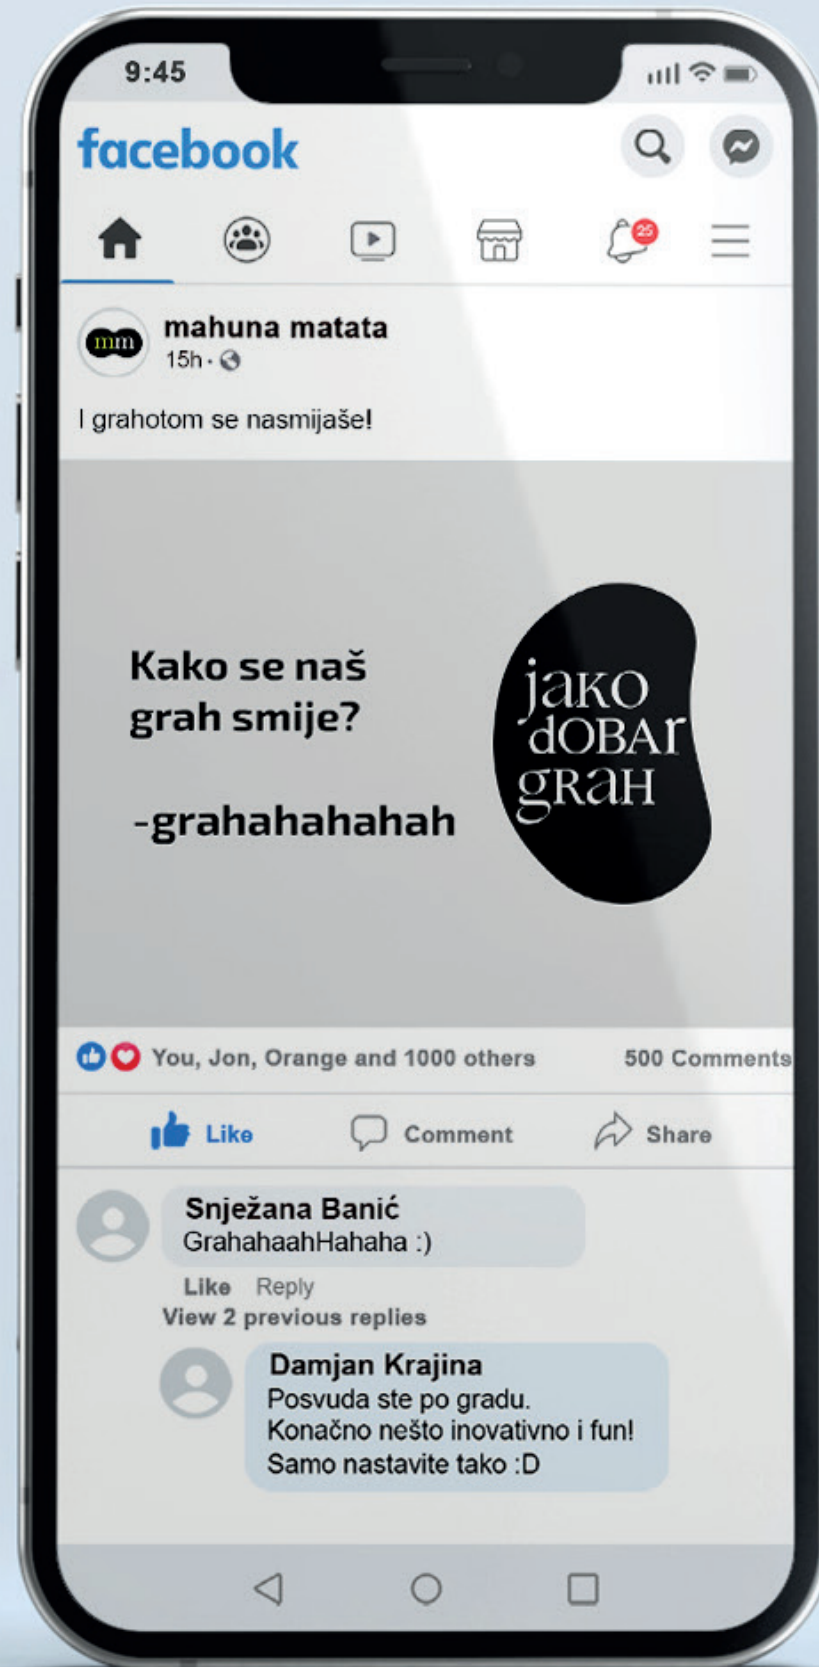 9:45
facebook
25
mm
mahuna matata
15h ·
I grahotom se nasmijaše!
Kako se naš
grah smije?
-grahahahahah
jako
dOBAr
gRaH
You, Jon, Orange and 1000 others
500 Comments
Like
Comment
Share
Snježana Banić
GrahahaahHahaha :)
Like Reply
View 2 previous replies
Damjan Krajina
Posvuda ste po gradu.
Konačno nešto inovativno i fun!
Samo nastavite tako :D